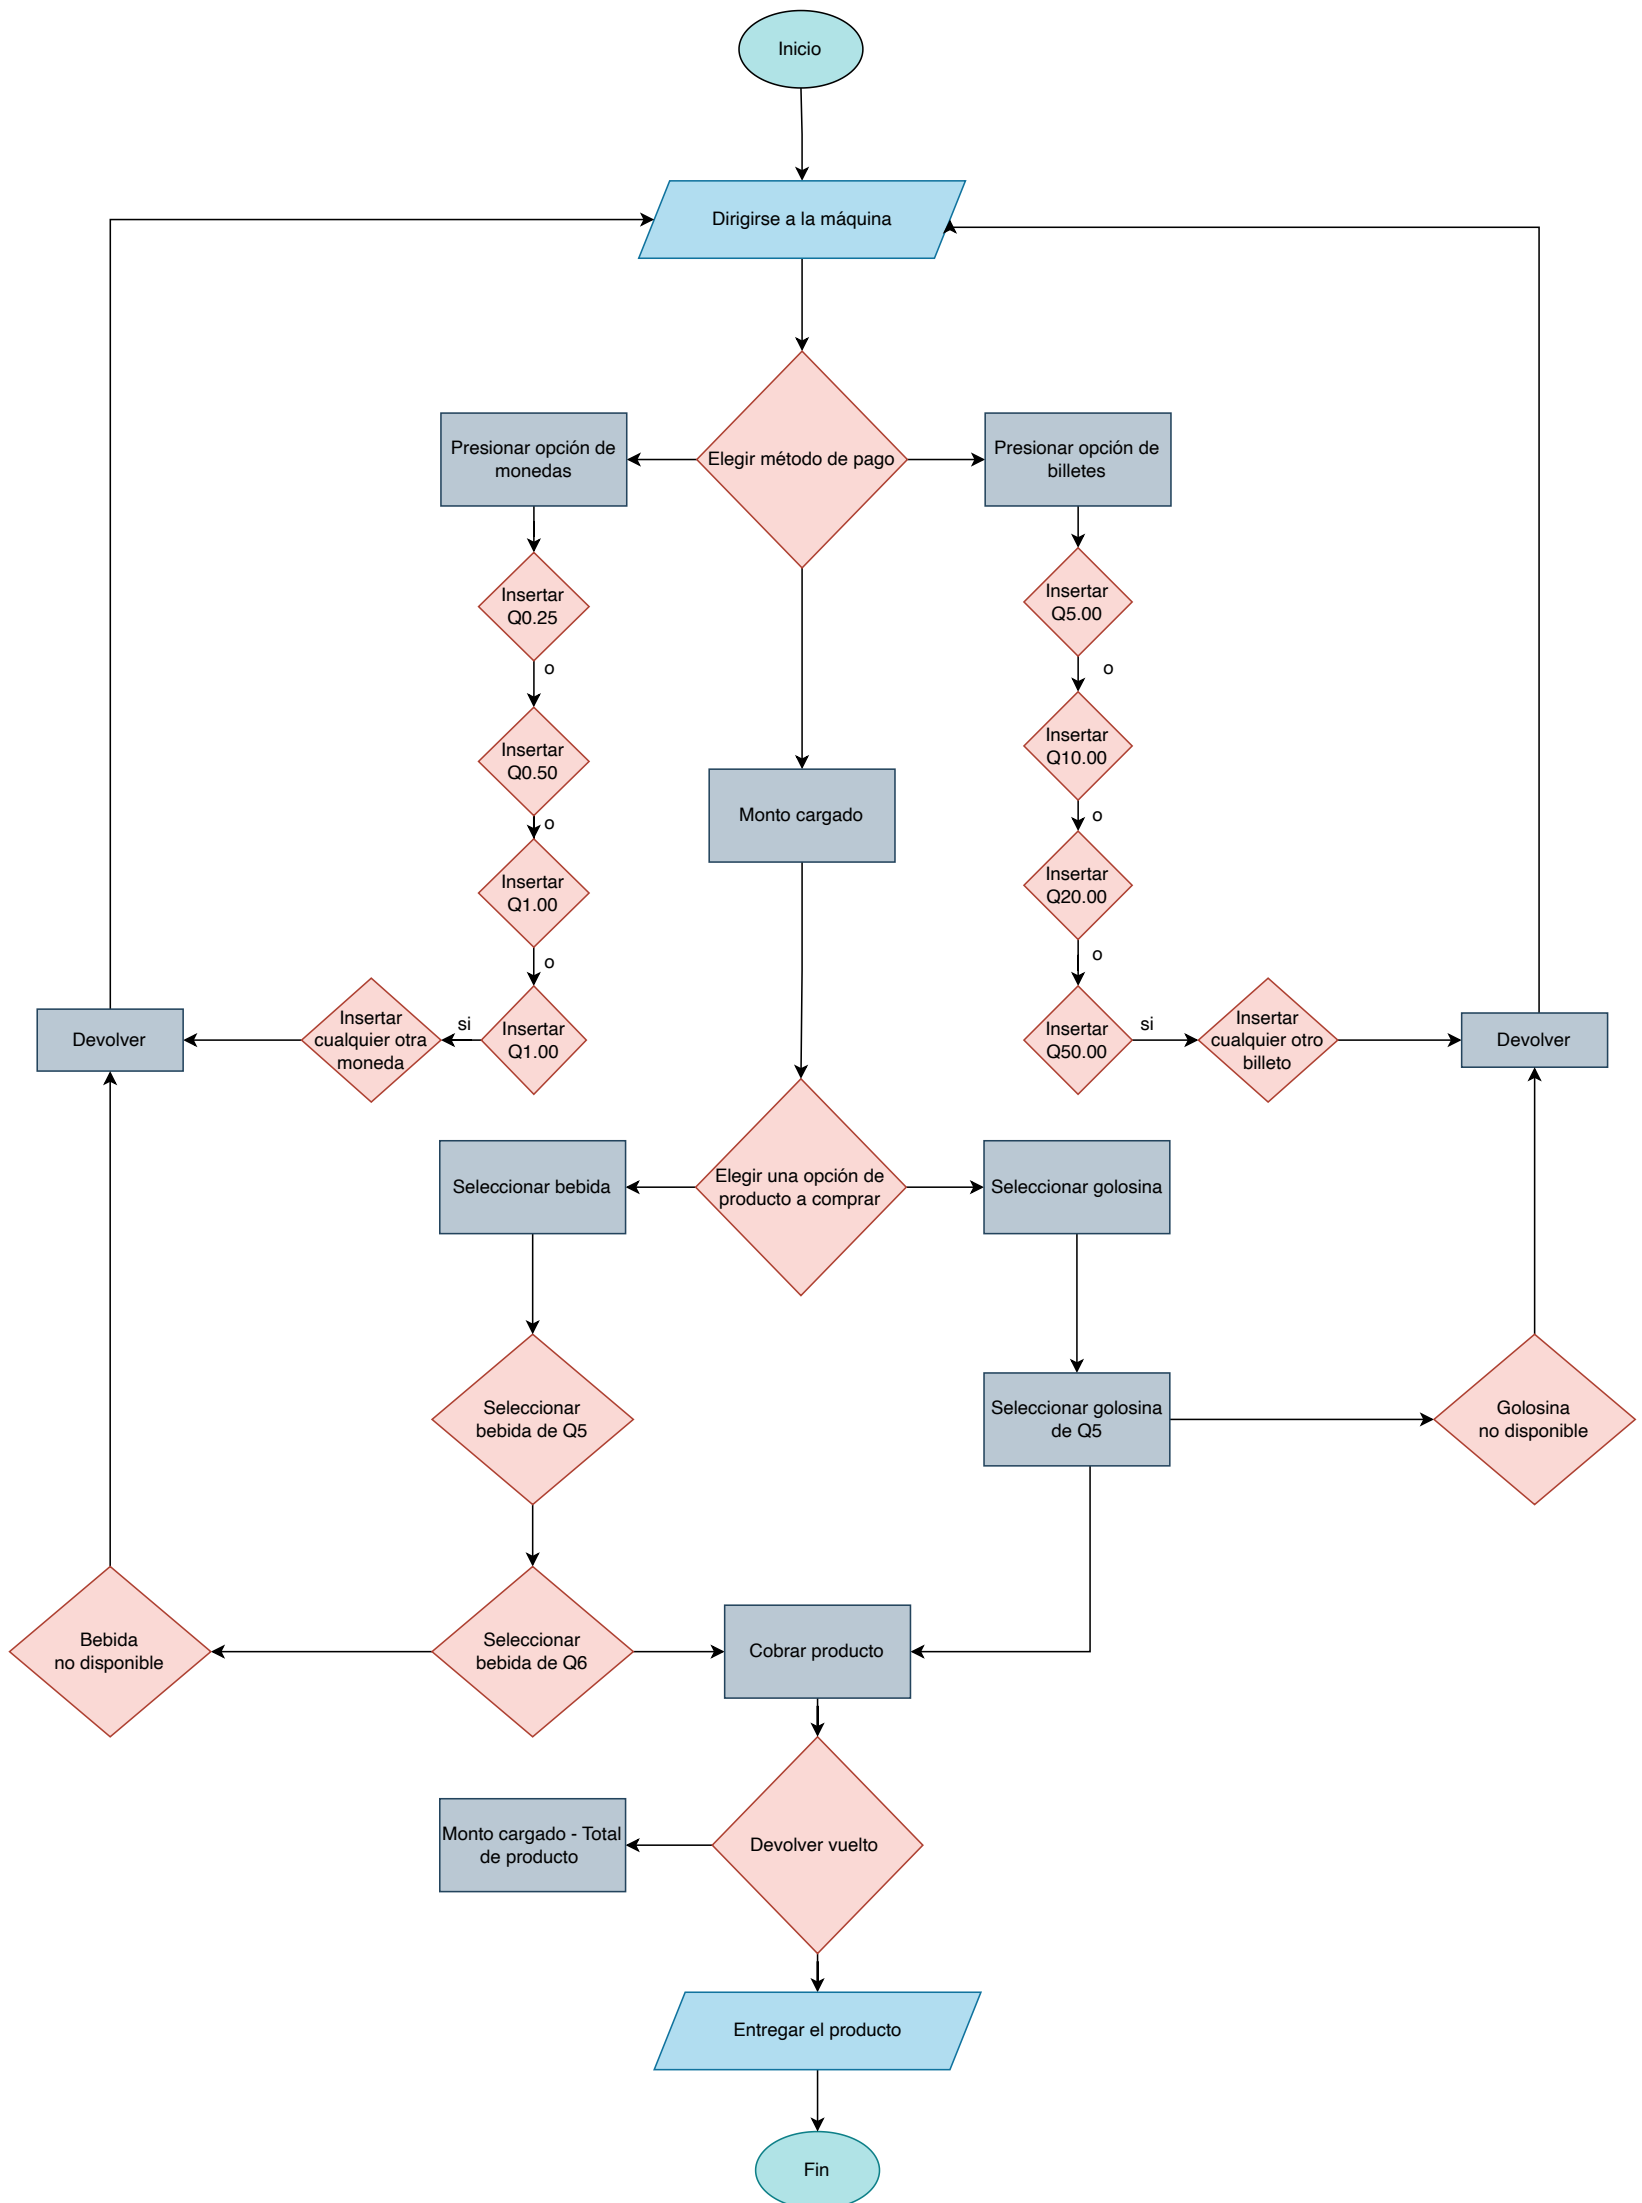 Inicio
Dirigirse a la máquina
Presionar opción de
monedas
Elegir método de pago
Presionar opción de
billetes
Insertar
Q0.25
o
Insertar
Q0.50
o
Insertar
Q1.00
o
Insertar
Q1.00
si
Insertar
cualquier otra
moneda
Devolver
Monto cargado
Insertar
Q5.00
o
Insertar
Q10.00
o
Insertar
Q20.00
o
Insertar
Q50.00
si
Insertar
cualquier otro
billeto
Devolver
Seleccionar bebida
Elegir una opción de
producto a comprar
Seleccionar golosina
Seleccionar
bebida de Q5
Seleccionar golosina
de Q5
Golosina
no disponible
Bebida
no disponible
Seleccionar
bebida de Q6
Cobrar producto
Monto cargado - Total
de producto
Devolver vuelto
Entregar el producto
Fin